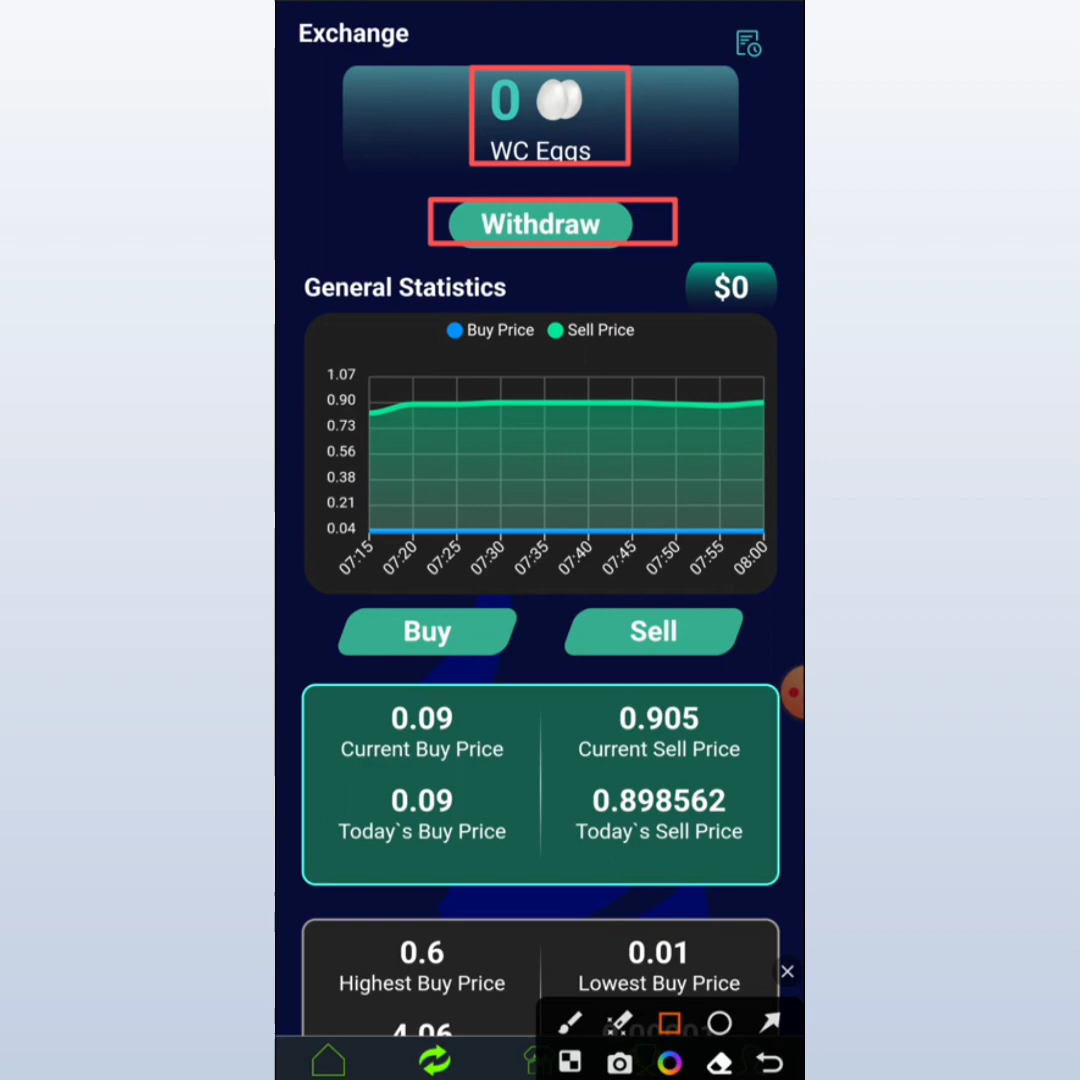 Exchange
0
WC Eggs
Withdraw
General Statistics
$0
Buy Price Sell Price
1.07
0.90
0.73
0.56
0.38
0.21
0.04
07:15 07:20 07:25 07:30 07:35 07:40 07:45 07:50 07:55 08:00
Buy Sell
0.09 0.905
Current Buy Price Current Sell Price
0.09 0.898562
Today`s Buy Price Today`s Sell Price
0.6 0.01
Highest Buy Price Lowest Buy Price
4.06